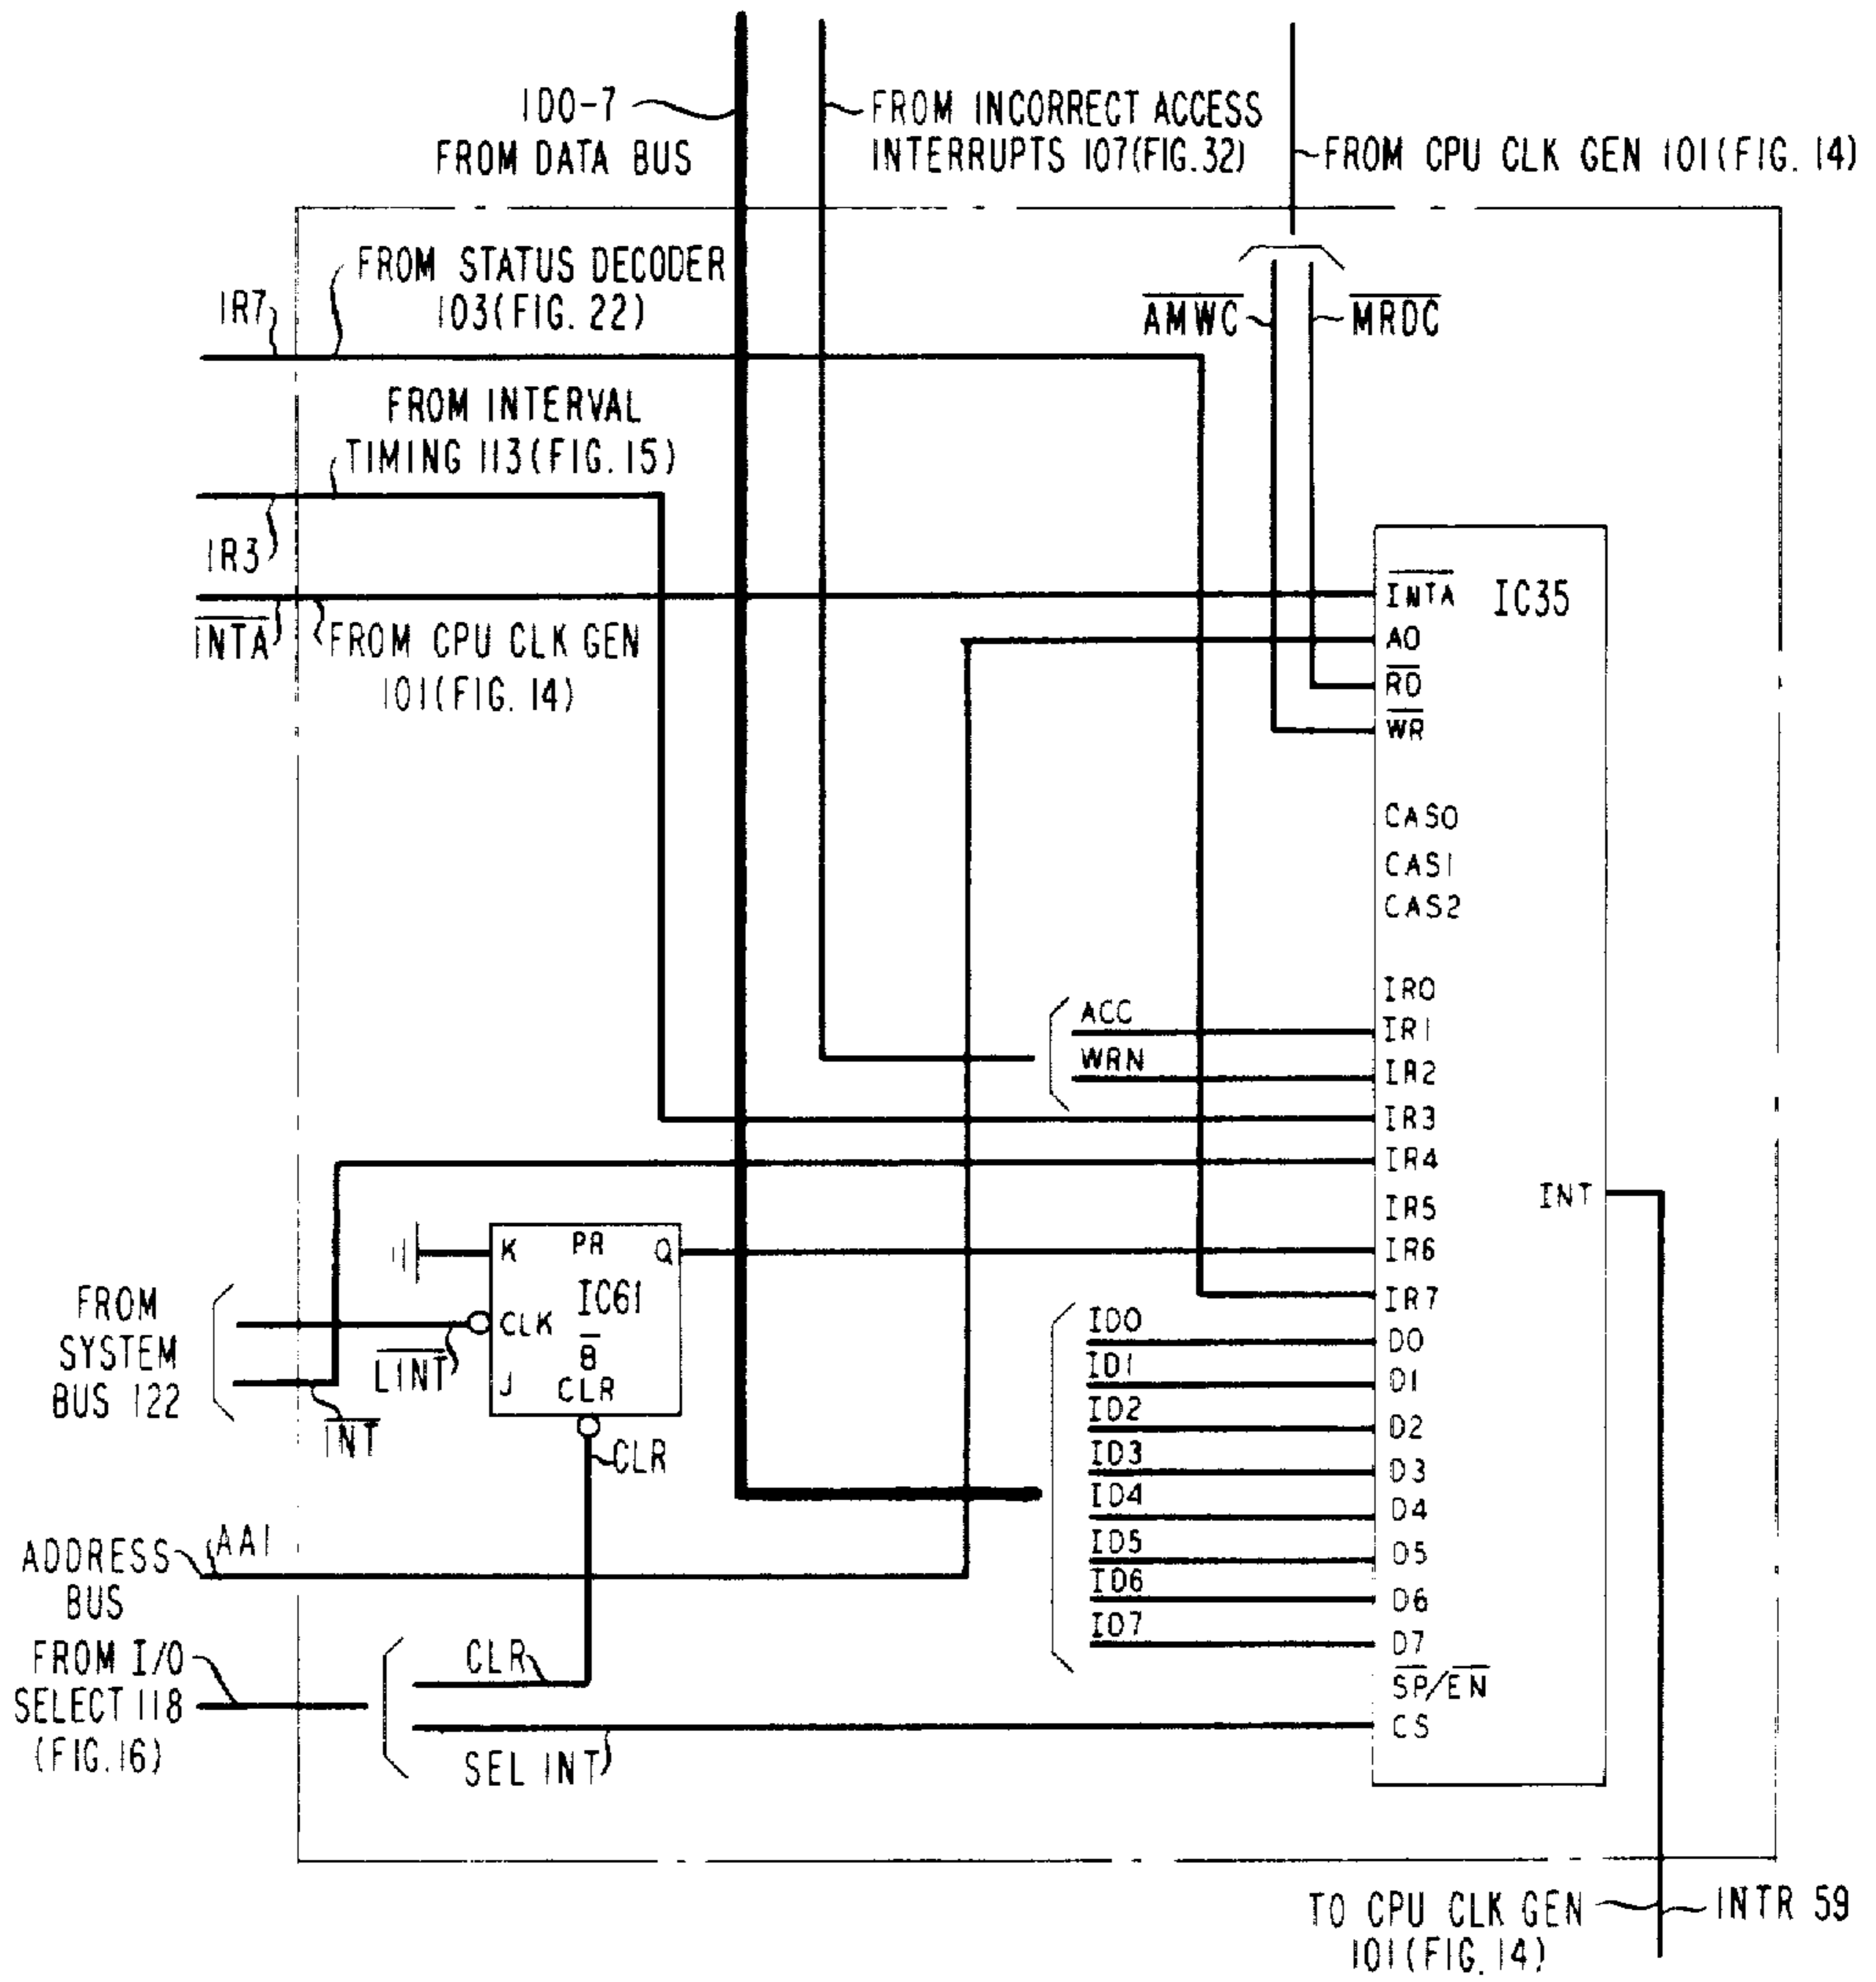 ID0-7
FROM DATA BUS
FROM INCORRECT ACCESS
INTERRUPTS 107(FIG.32)
FROM CPU CLK GEN 101(FIG. 14)
FROM STATUS DECODER
103(FIG. 22)
IR7
AMWC
MRDC
FROM INTERVAL
TIMING 113(FIG. 15)
IR3
INTA
FROM CPU CLK GEN
101(FIG. 14)
IC35
INTA
A0
RD
WR
CAS0
CAS1
CAS2
IR0
ACC
IR1
WRN
IR2
IR3
IR4
IR5
IR6
IR7
INT
K
PR
Q
IC61
CLK
B
J
CLR
FROM
SYSTEM
BUS 122
LINT
INT
CLR
ID0
D0
ID1
D1
ID2
D2
ID3
D3
ID4
D4
ID5
D5
ID6
D6
ID7
D7
SP/EN
CS
AA1
ADDRESS
BUS
FROM I/O
SELECT 118
(FIG.16)
CLR
SEL INT
TO CPU CLK GEN
101(FIG. 14)
INTR 59